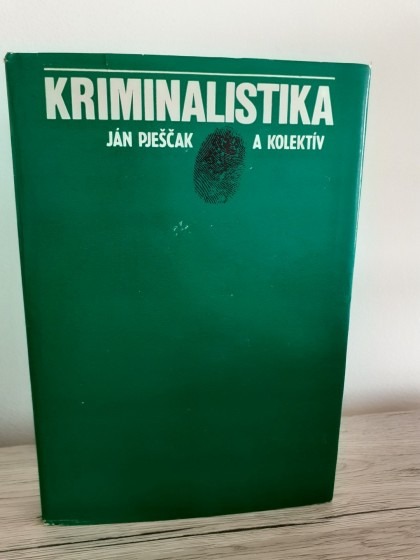 KRIMINALISTIKA
JÁN PJEŠČAK A KOLEKTÍV